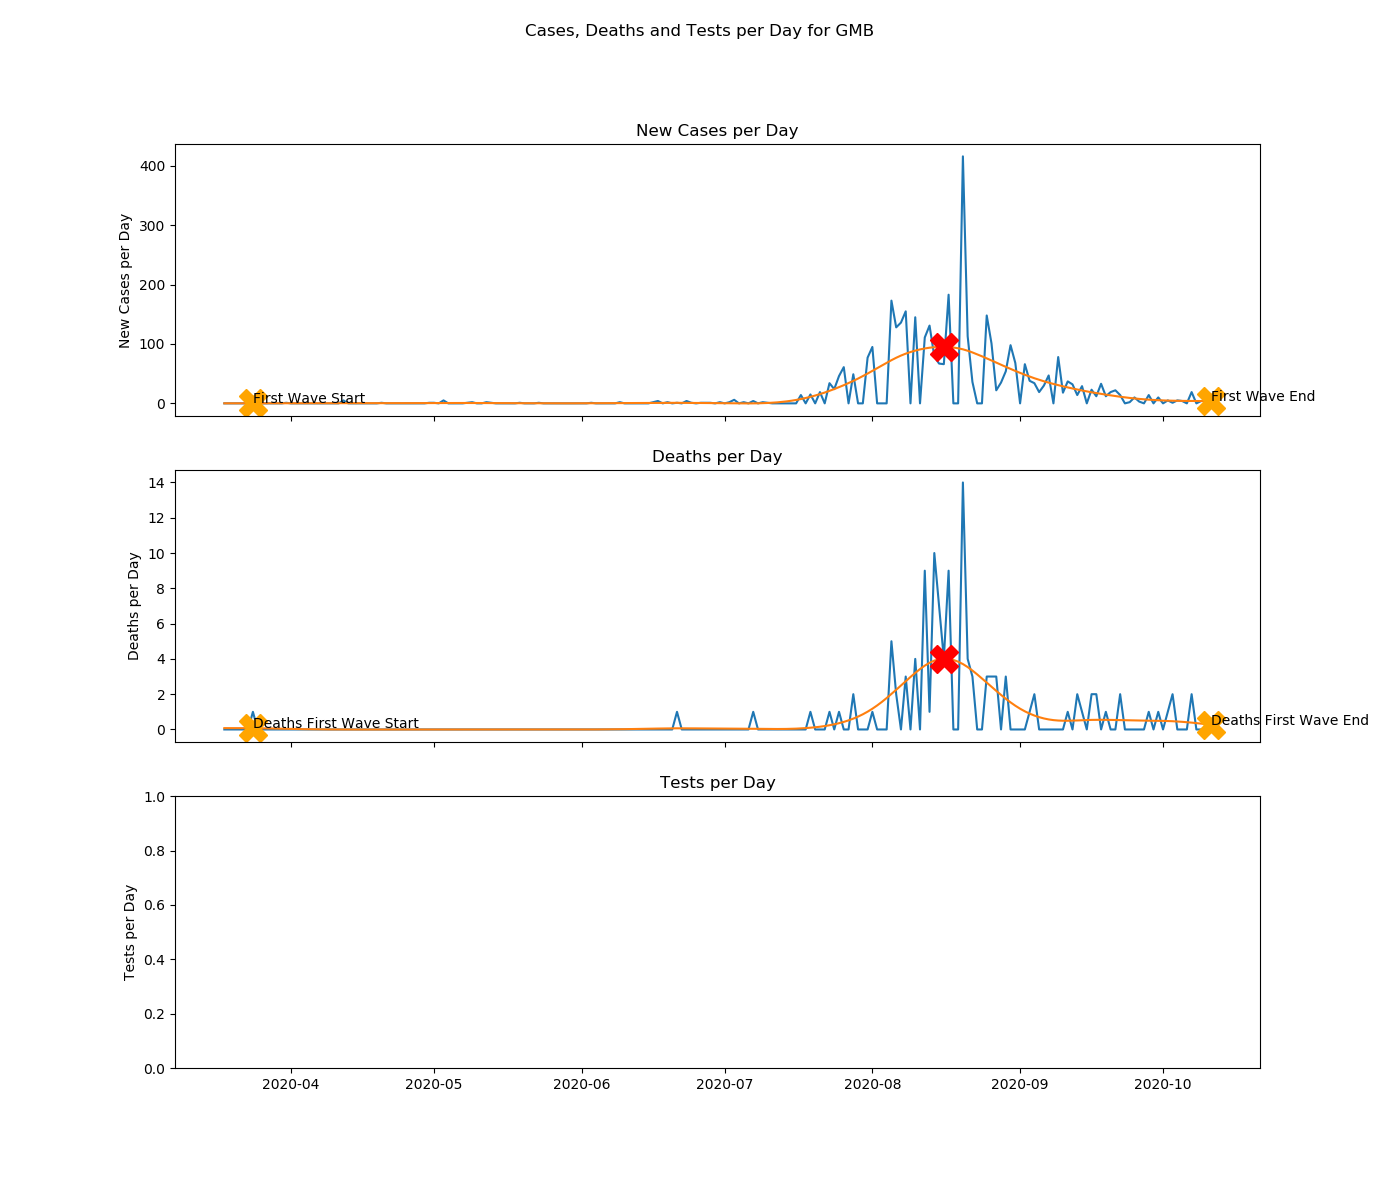 Cases, Deaths and Tests per Day for GMB
New Cases per Day
New Cases per Day
400
300
200
100
0
First Wave Start
First Wave End
Deaths per Day
Deaths per Day
14
12
10
8
6
4
2
0
Deaths First Wave Start
Deaths First Wave End
Tests per Day
Tests per Day
1.0
0.8
0.6
0.4
0.2
0.0
2020-04 2020-05 2020-06 2020-07 2020-08 2020-09 2020-10